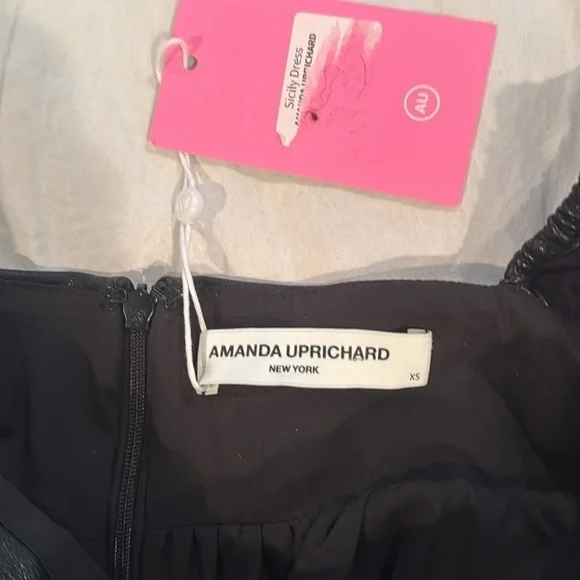 Sicily Dress
AMANDA UPRICHARD
AU
AMANDA UPRICHARD
NEW YORK
XS